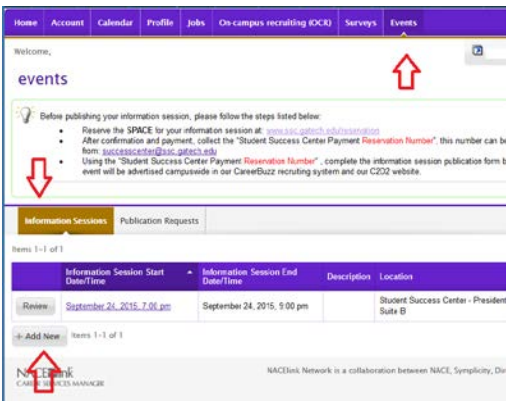 Home Account Calendar Profile Jobs On-campus recruiting (OCR) Surveys Events
Welcome,
events
Before publishing your information session, please follow the steps listed below:
Reserve the SPACE for your information session at: www.ssc.gatech.edu/reservation
After confirmation and payment, collect the "Student Success Center Payment Reservation Number", this number can be
from: successcenter@ssc.gatech.edu
Using the "Student Success Center Payment Reservation Number" , complete the information session publication form b
event will be advertised campuswide in our CareerBuzz recruiting system and our C2D2 website.
Information Sessions Publication Requests
Items 1-1 of 1
Information Session Start Date/Time Information Session End Date/Time Description Location
Review September 24, 2015, 7:00 pm September 24, 2015, 9:00 pm Student Success Center - President
Suite B
+ Add New Items 1-1 of 1
NACElink NACElink Network is a collaboration between NACE, Symplicity, Dir
CAREER SERVICES MANAGER